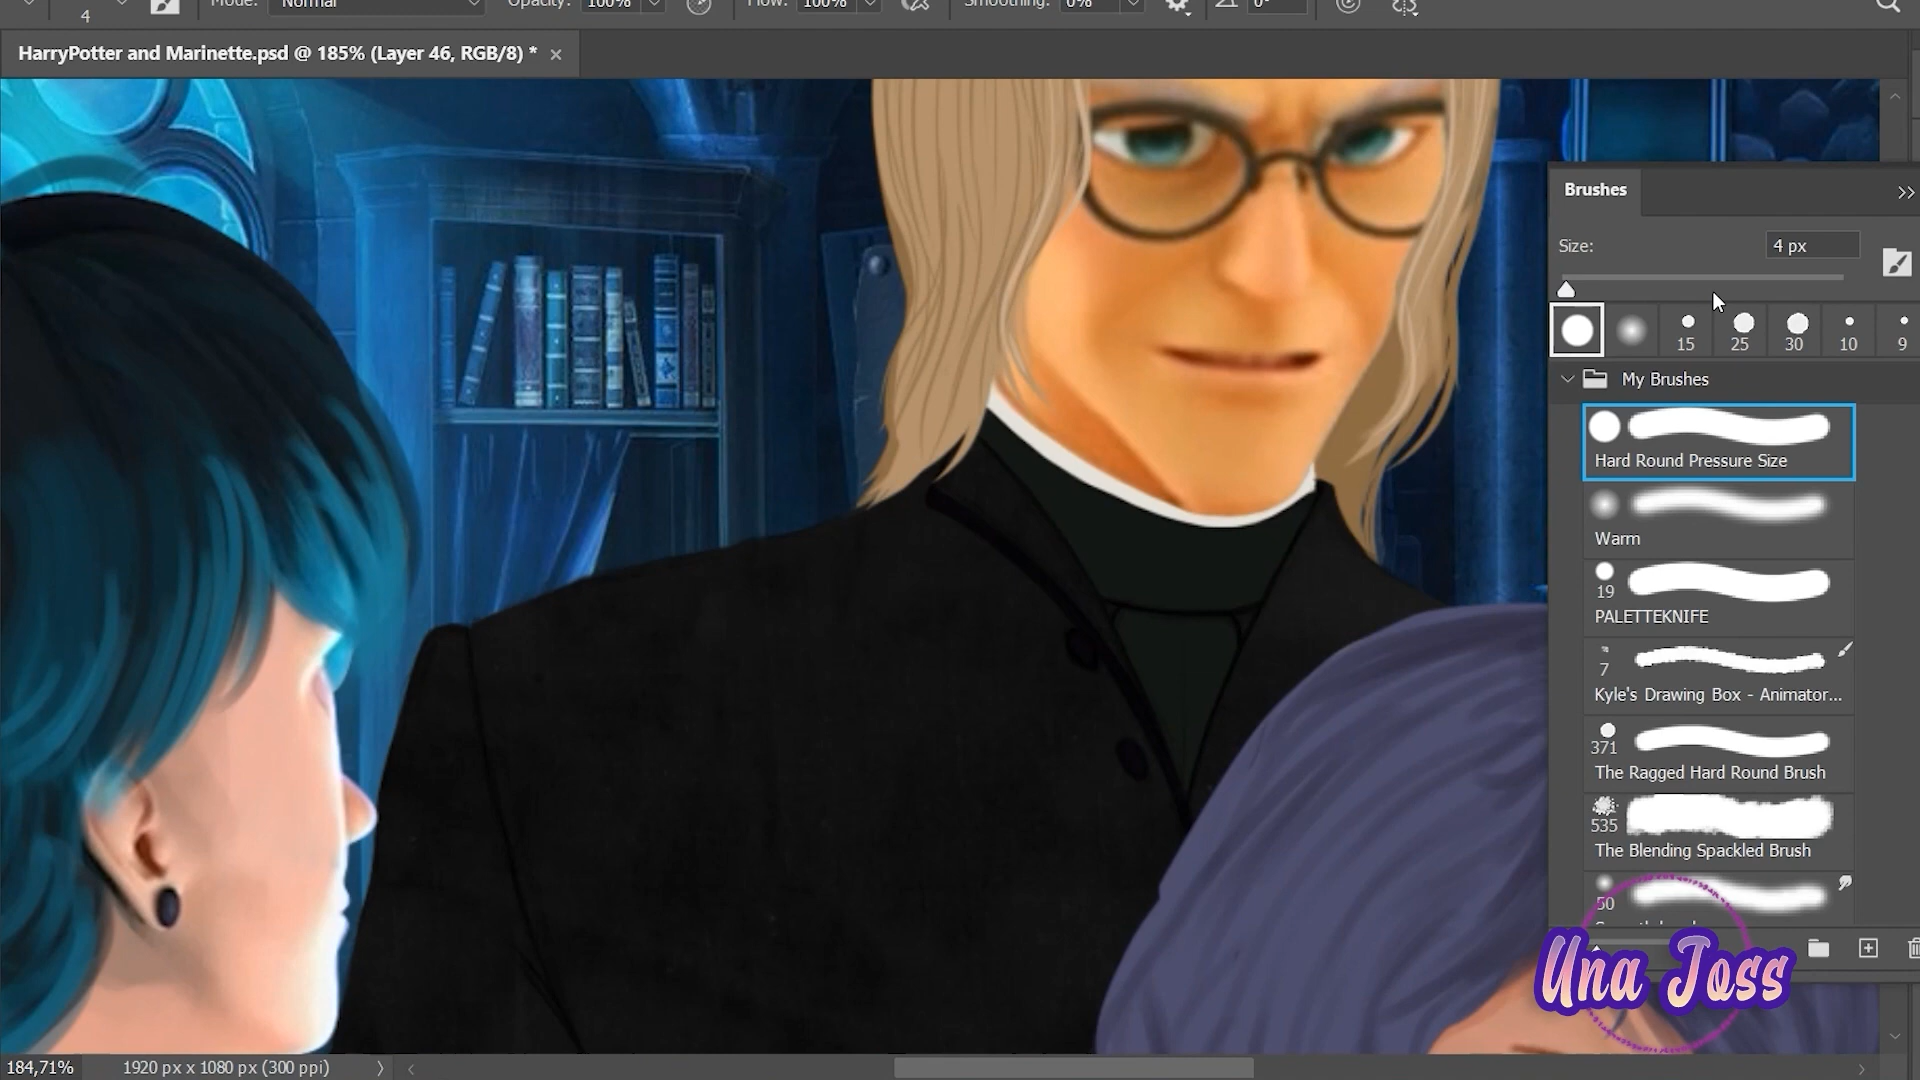 4
Mode: Normal Opacity: 100% Flow: 100% Smoothing: 0% 0°
HarryPotter and Marinette.psd @ 185% (Layer 46, RGB/8) *
Brushes
Size: 4 px
15 25 30 10 9
My Brushes
Hard Round Pressure Size
Warm
19
PALETTEKNIFE
7
Kyle's Drawing Box - Animator...
371
The Ragged Hard Round Brush
535
The Blending Spackled Brush
50
Una Joss
184,71% 1920 px x 1080 px (300 ppi)